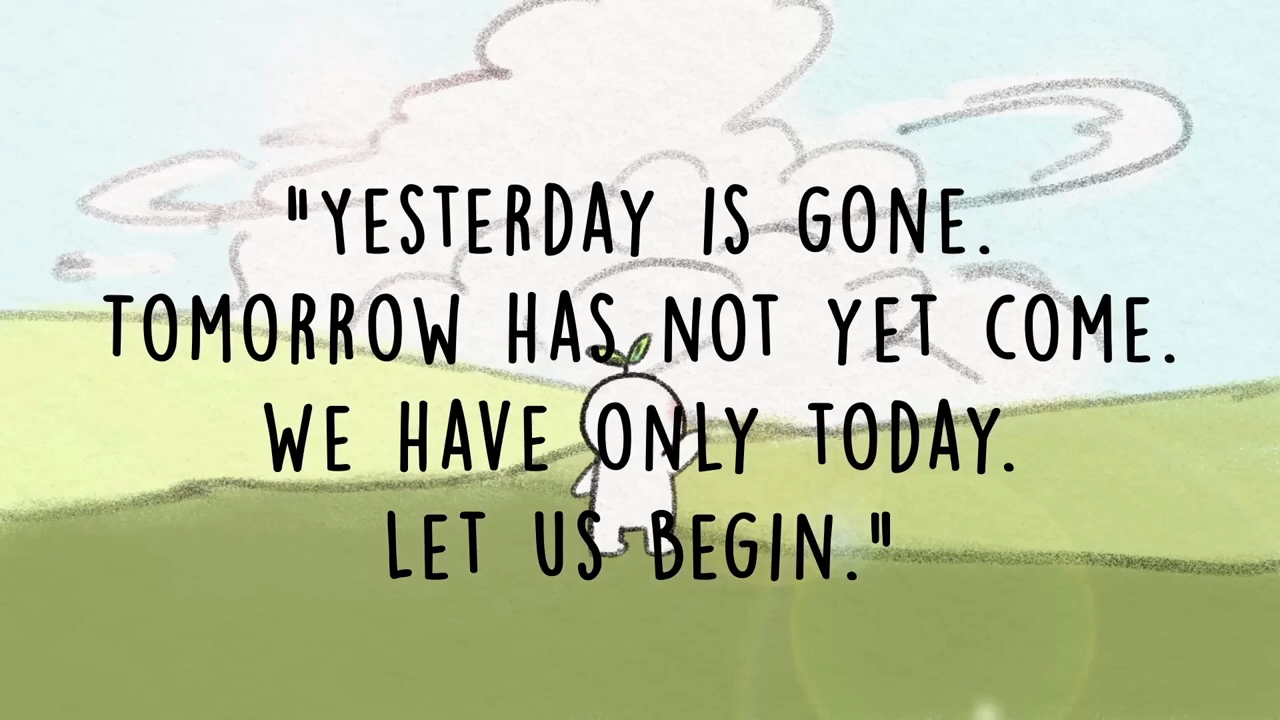 "YESTERDAY IS GONE.
TOMORROW HAS NOT YET COME.
WE HAVE ONLY TODAY.
LET US BEGIN."